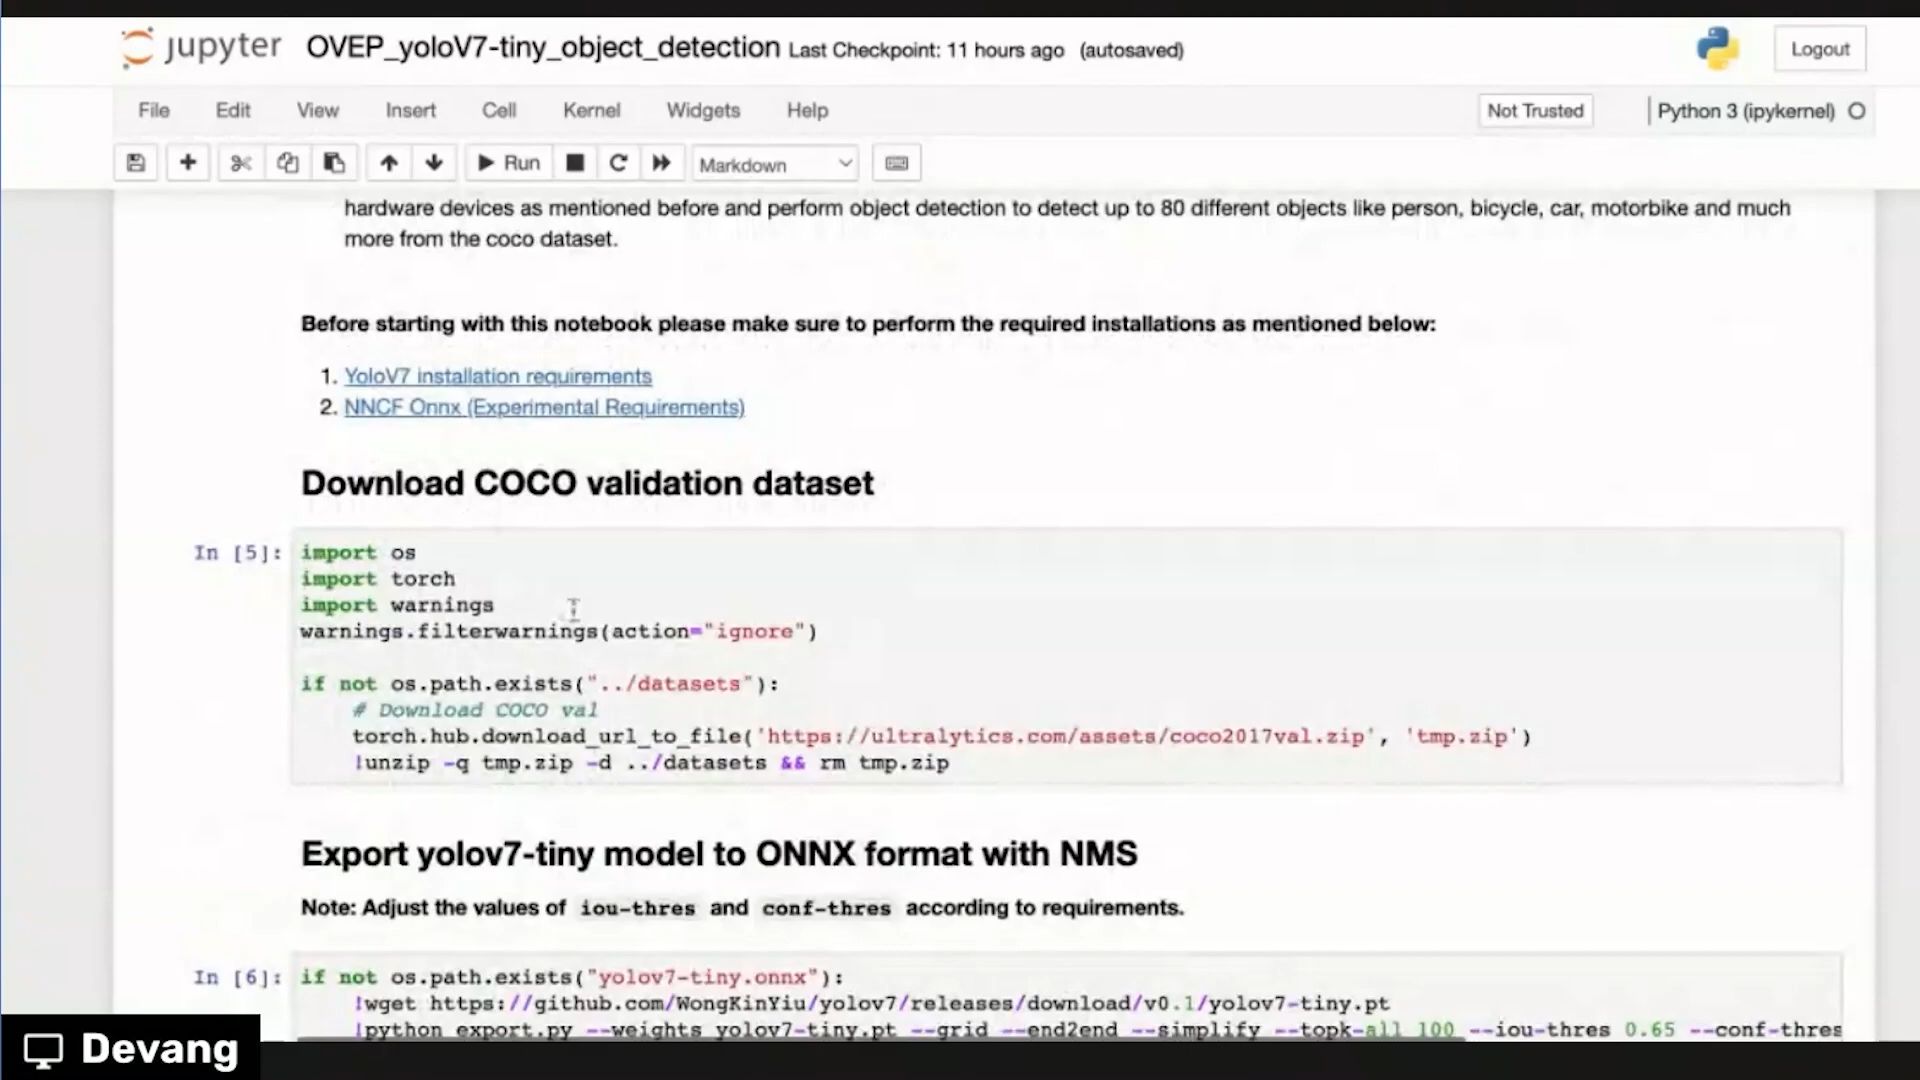 jupyter OVEP_yoloV7-tiny_object_detection Last Checkpoint: 11 hours ago (autosaved)
Logout
File Edit View Insert Cell Kernel Widgets Help
Not Trusted
Python 3 (ipykernel)
Run
Markdown
hardware devices as mentioned before and perform object detection to detect up to 80 different objects like person, bicycle, car, motorbike and much
more from the coco dataset.
Before starting with this notebook please make sure to perform the required installations as mentioned below:
1. YoloV7 installation requirements
2. NNCF Onnx (Experimental Requirements)
Download COCO validation dataset
In [5]: import os
import torch
import warnings
warnings.filterwarnings(action="ignore")
if not os.path.exists("../datasets"):
# Download COCO val
torch.hub.download_url_to_file('https://ultralytics.com/assets/coco2017val.zip', 'tmp.zip')
!unzip -q tmp.zip -d ../datasets && rm tmp.zip
Export yolov7-tiny model to ONNX format with NMS
Note: Adjust the values of iou-thres and conf-thres according to requirements.
In [6]: if not os.path.exists("yolov7-tiny.onnx"):
!wget https://github.com/WongKinYiu/yolov7/releases/download/v0.1/yolov7-tiny.pt
!python export.py --weights yolov7-tiny.pt --grid --end2end --simplify --topk-all 100 --iou-thres 0.65 --conf-thres
Devang